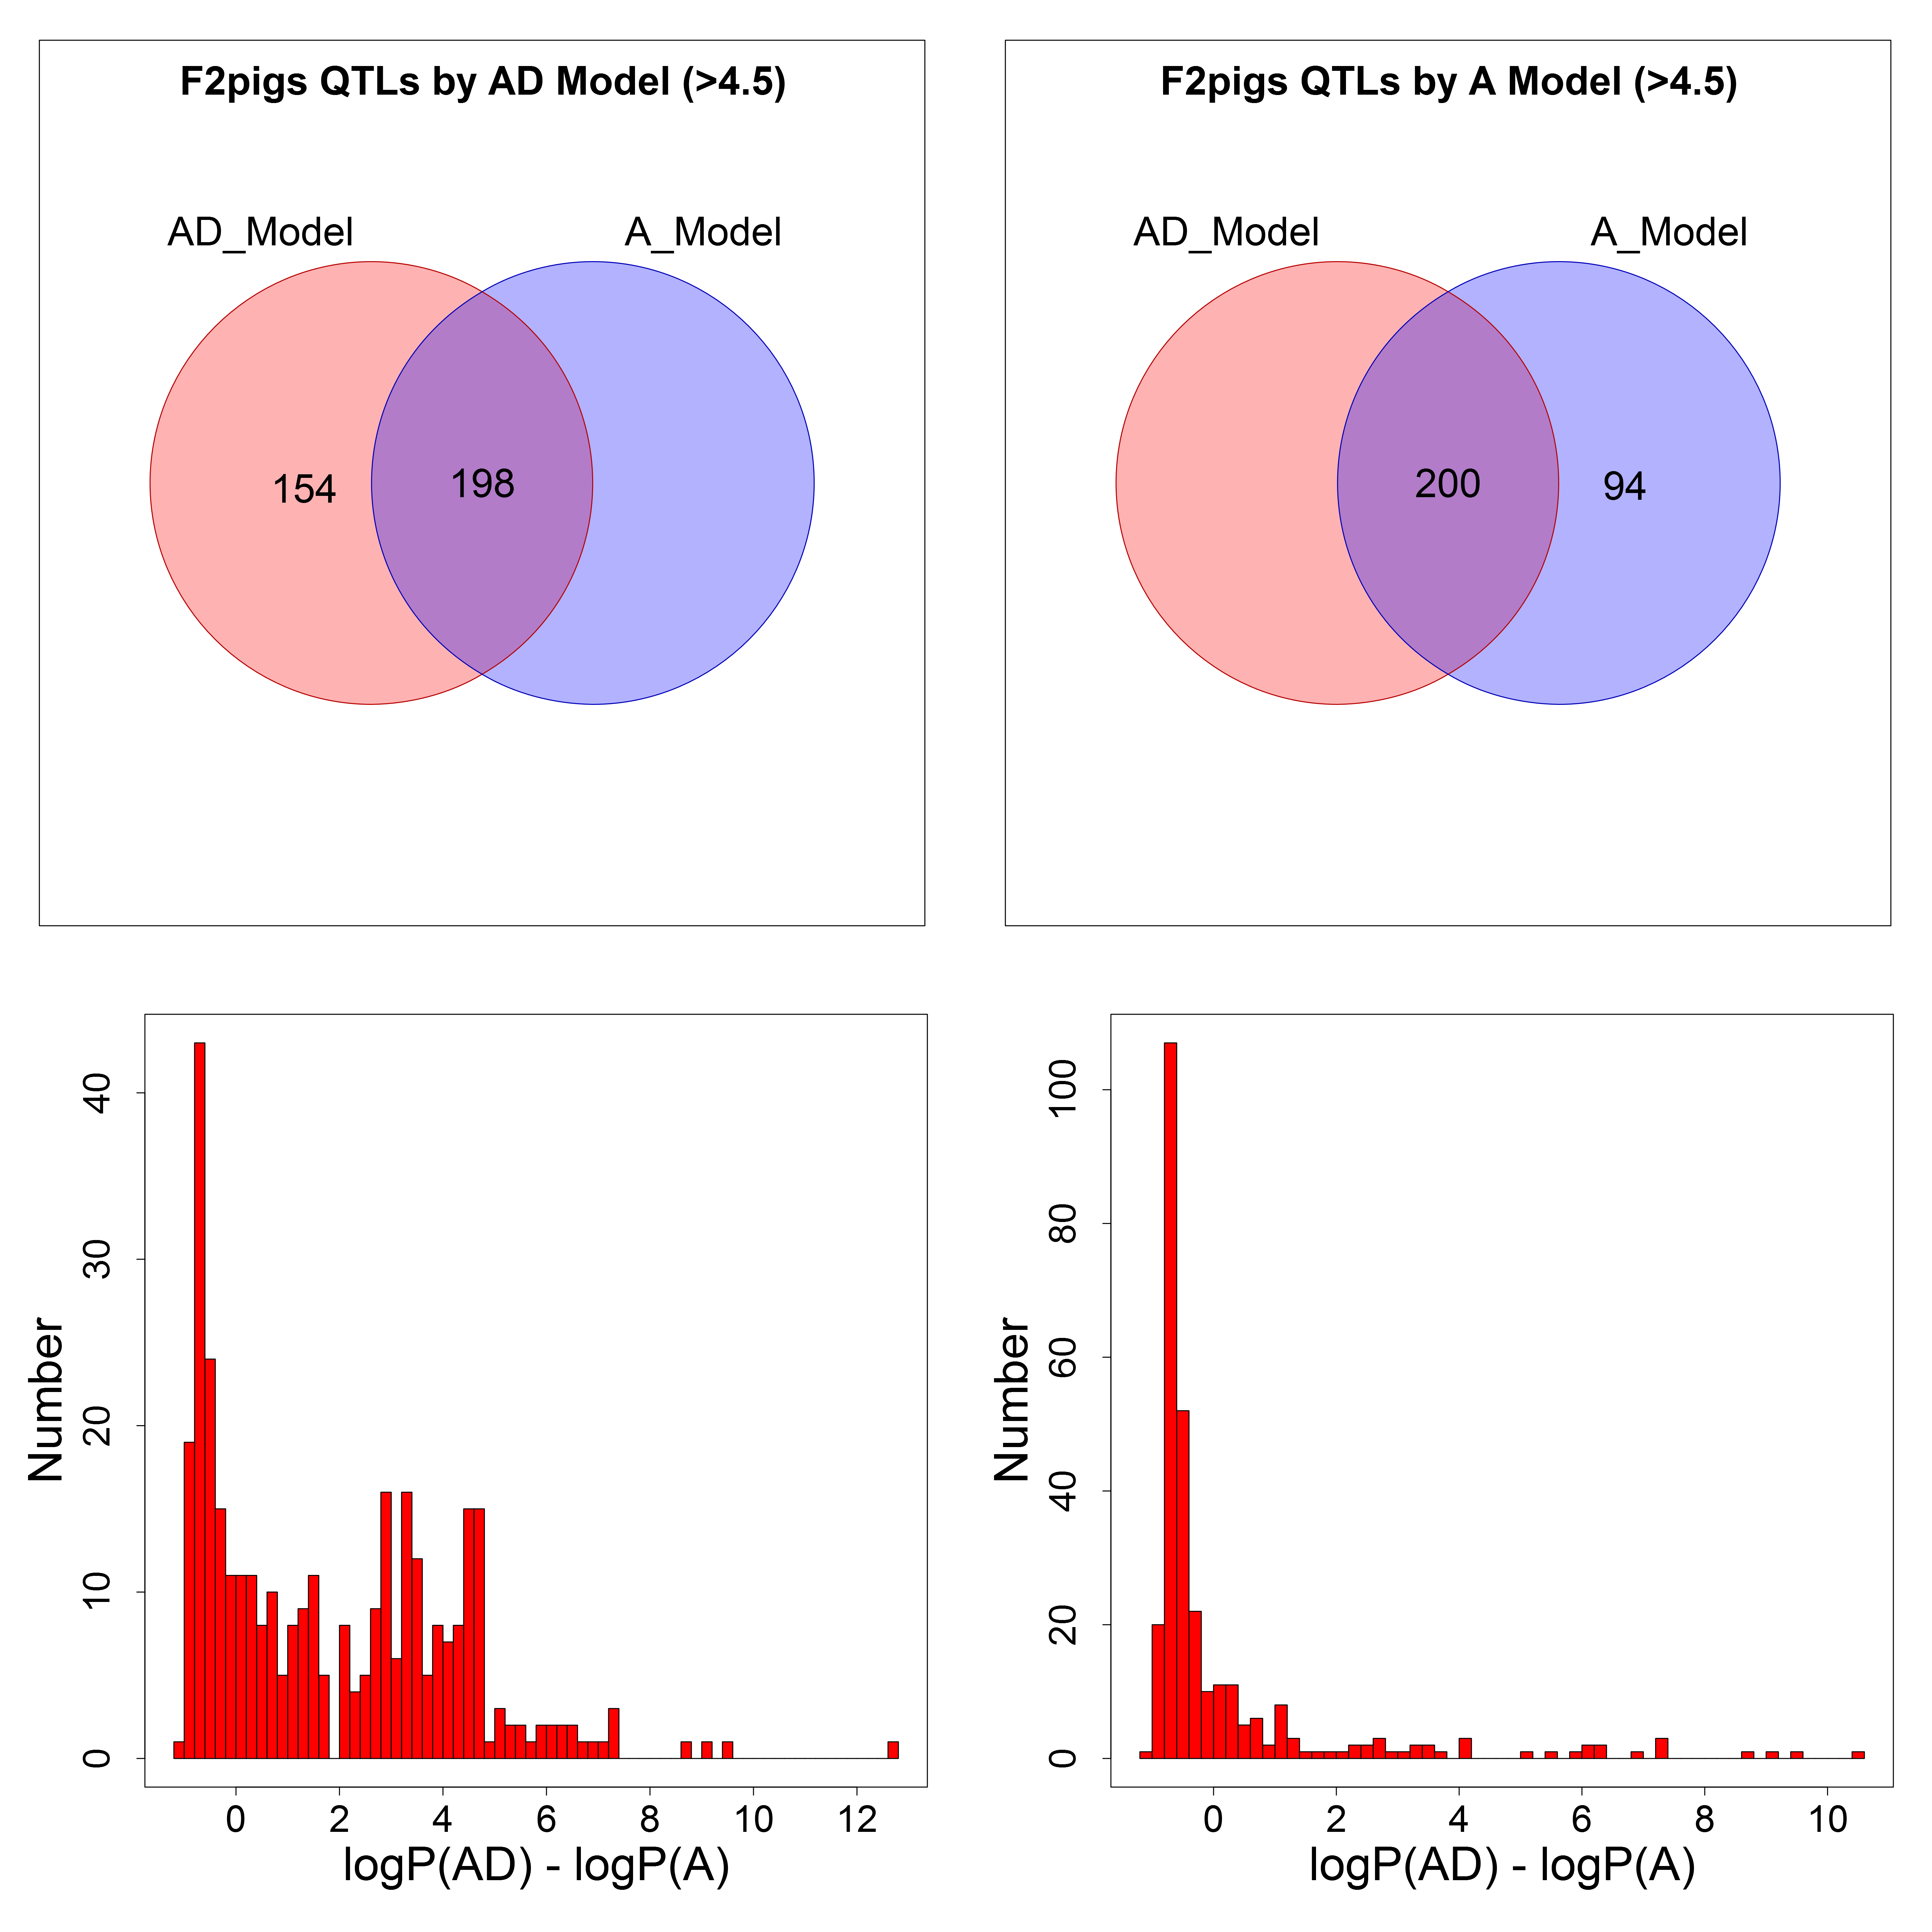 F2pigs QTLs by AD Model (>4.5)
AD_Model
A_Model
154
198
F2pigs QTLs by A Model (>4.5)
AD_Model
A_Model
200
94
Number
40
30
20
10
0
0 2 4 6 8 10 12
logP(AD) - logP(A)
Number
100
80
60
40
20
0
0 2 4 6 8 10
logP(AD) - logP(A)